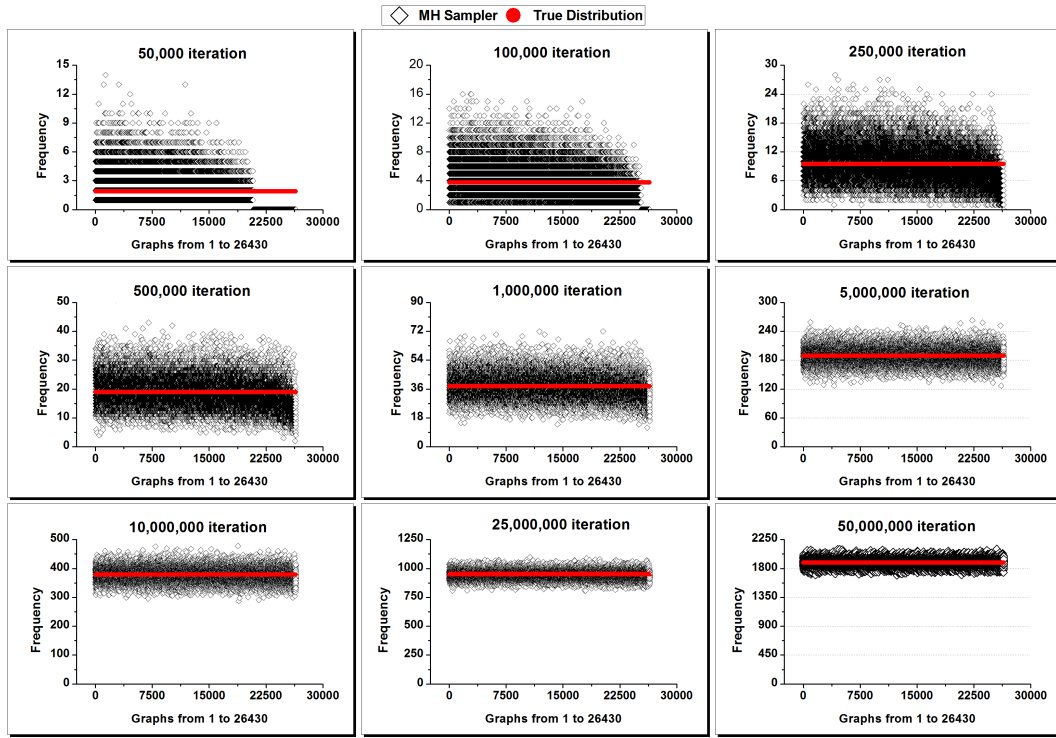 MH Sampler True Distribution
50,000 iteration
Frequency
15
12
9
6
3
0
0 7500 15000 22500 30000
Graphs from 1 to 26430
100,000 iteration
Frequency
20
16
12
8
4
0
0 7500 15000 22500 30000
Graphs from 1 to 26430
250,000 iteration
Frequency
30
24
18
12
6
0
0 7500 15000 22500 30000
Graphs from 1 to 26430
500,000 iteration
Frequency
50
40
30
20
10
0
0 7500 15000 22500 30000
Graphs from 1 to 26430
1,000,000 iteration
Frequency
90
72
54
36
18
0
0 7500 15000 22500 30000
Graphs from 1 to 26430
5,000,000 iteration
Frequency
300
240
180
120
60
0
0 7500 15000 22500 30000
Graphs from 1 to 26430
10,000,000 iteration
Frequency
500
400
300
200
100
0
0 7500 15000 22500 30000
Graphs from 1 to 26430
25,000,000 iteration
Frequency
1250
1000
750
500
250
0
0 7500 15000 22500 30000
Graphs from 1 to 26430
50,000,000 iteration
Frequency
2250
1800
1350
900
450
0
0 7500 15000 22500 30000
Graphs from 1 to 26430